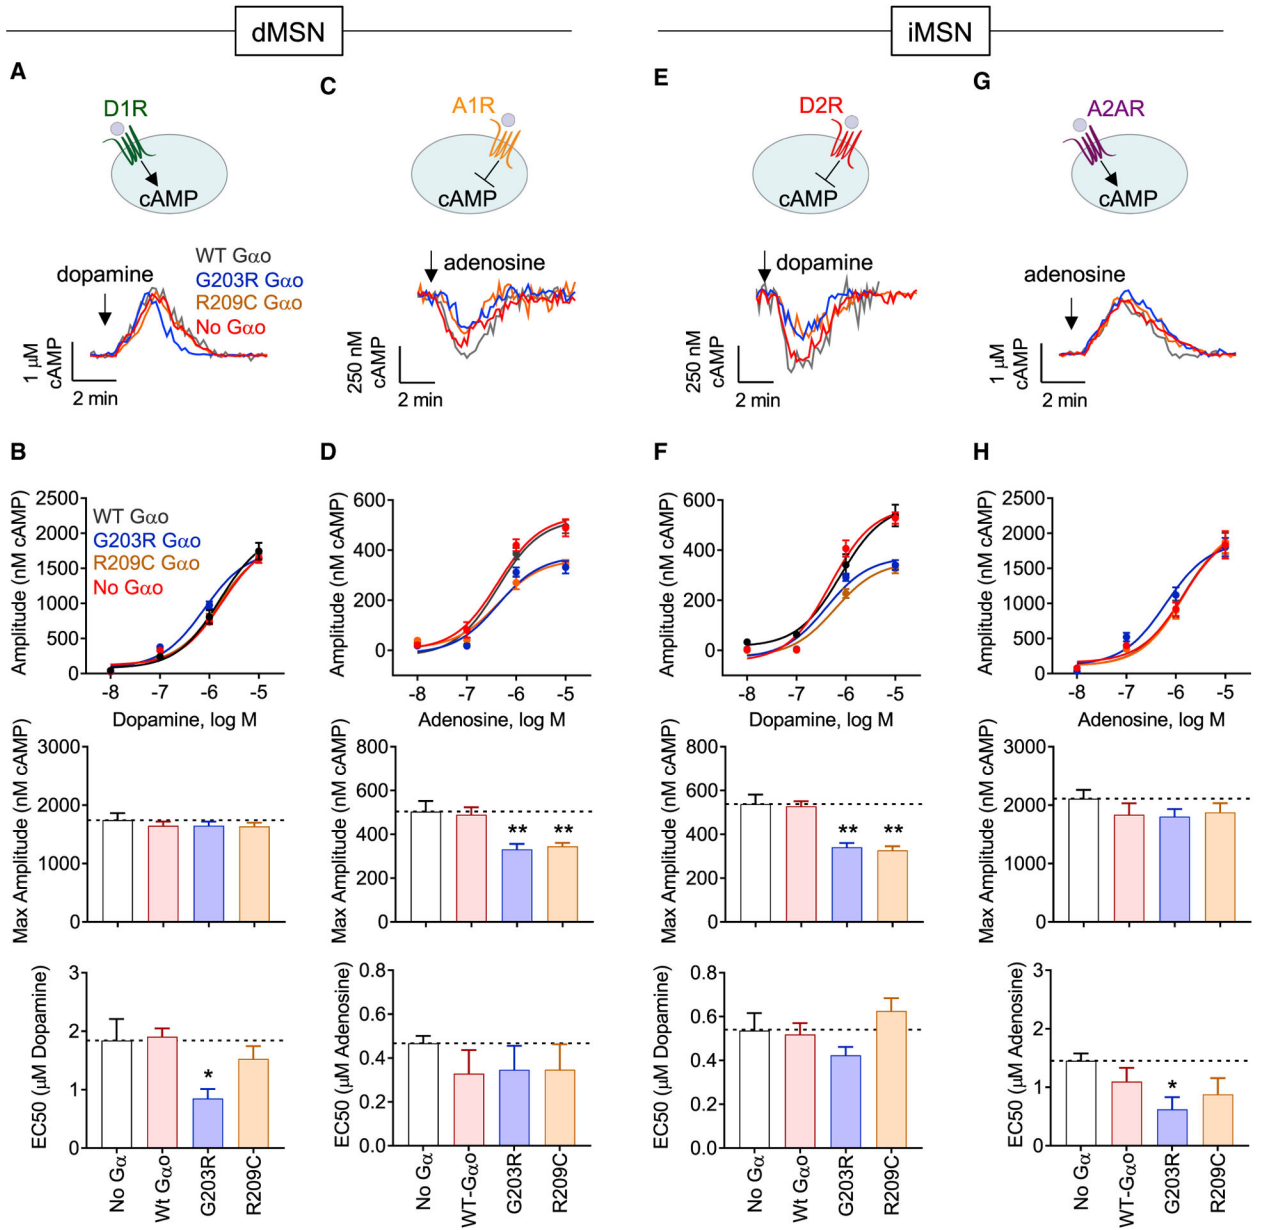 dMSN
iMSN
A
C
E
G
D1R
A1R
D2R
A2AR
cAMP
cAMP
cAMP
cAMP
WT Gαo
G203R Gαo
R209C Gαo
No Gαo
dopamine
adenosine
dopamine
adenosine
1 μM
cAMP
2 min
250 nM
cAMP
2 min
250 nM
cAMP
2 min
1 μM
cAMP
2 min
B
D
F
H
Amplitude (nM cAMP)
2500
2000
1500
1000
500
0
WT Gαo
G203R Gαo
R209C Gαo
No Gαo
-8 -7 -6 -5
Dopamine, log M
Amplitude (nM cAMP)
600
400
200
0
-8 -7 -6 -5
Adenosine, log M
Amplitude (nM cAMP)
600
400
200
0
-8 -7 -6 -5
Dopamine, log M
Amplitude (nM cAMP)
2500
2000
1500
1000
500
0
-8 -7 -6 -5
Adenosine, log M
Max Amplitude (nM cAMP)
3000
2000
1000
0
Max Amplitude (nM cAMP)
800
600
400
200
0
** **
Max Amplitude (nM cAMP)
800
600
400
200
0
** **
Max Amplitude (nM cAMP)
3000
2000
1000
0
EC50 (μM Dopamine)
3
2
1
0
*
No Gα
Wt Gαo
G203R
R209C
EC50 (μM Adenosine)
0.8
0.6
0.4
0.2
0.0
No Gα
WT-Gαo
G203R
R209C
EC50 (μM Dopamine)
0.8
0.6
0.4
0.2
0.0
No Gα
Wt Gαo
G203R
R209C
EC50 (μM Adenosine)
3
2
1
0
*
No Gα
WT-Gαo
G203R
R209C